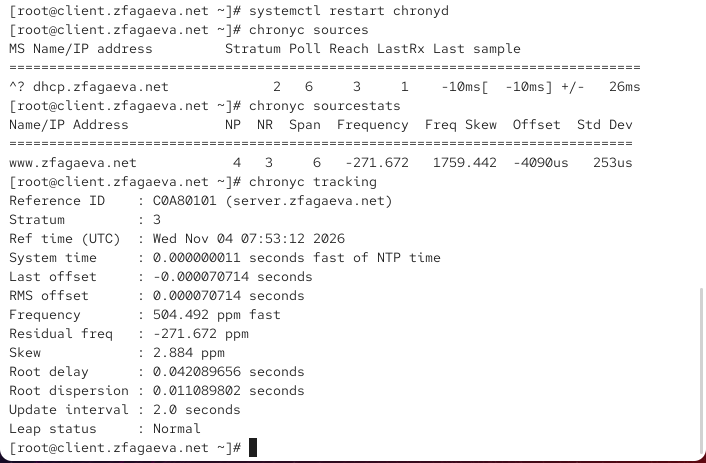 [root@client.zfagaeva.net ~]# systemctl restart chronyd
[root@client.zfagaeva.net ~]# chronyc sources
MS Name/IP address         Stratum Poll Reach LastRx Last sample
===============================================================================
^? dhcp.zfagaeva.net             2   6     3     1    -10ms[  -10ms] +/-   26ms
[root@client.zfagaeva.net ~]# chronyc sourcestats
Name/IP Address            NP  NR  Span  Frequency  Freq Skew  Offset  Std Dev
==============================================================================
www.zfagaeva.net            4   3     6   -271.672   1759.442  -4090us   253us
[root@client.zfagaeva.net ~]# chronyc tracking
Reference ID    : C0A80101 (server.zfagaeva.net)
Stratum         : 3
Ref time (UTC)  : Wed Nov 04 07:53:12 2026
System time     : 0.000000011 seconds fast of NTP time
Last offset     : -0.000070714 seconds
RMS offset      : 0.000070714 seconds
Frequency       : 504.492 ppm fast
Residual freq   : -271.672 ppm
Skew            : 2.884 ppm
Root delay      : 0.042089656 seconds
Root dispersion : 0.011089802 seconds
Update interval : 2.0 seconds
Leap status     : Normal
[root@client.zfagaeva.net ~]#